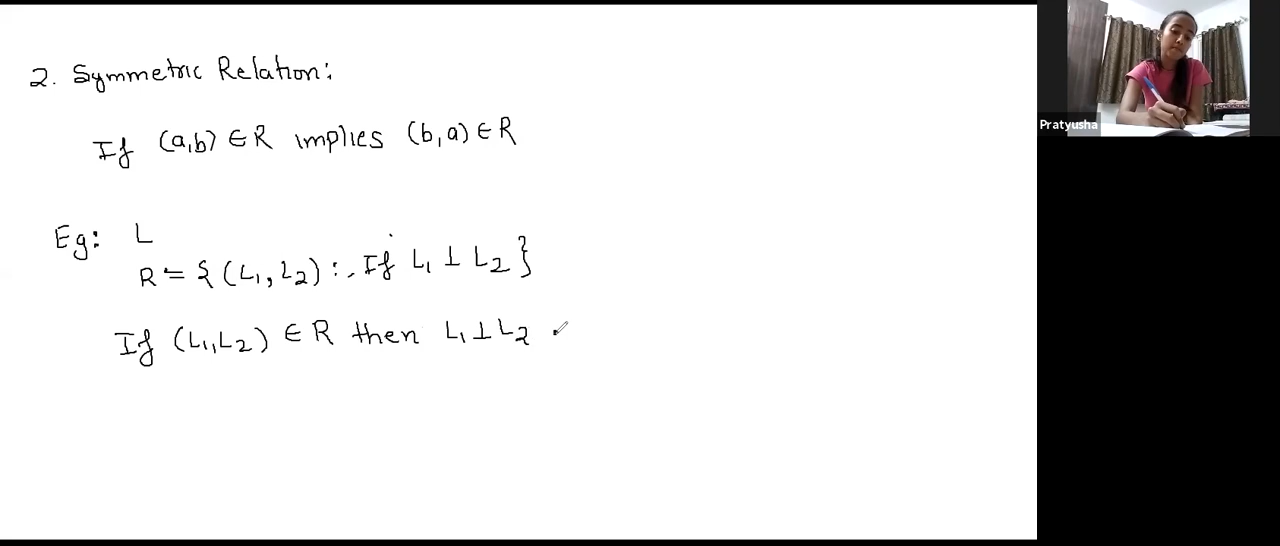 2. Symmetric Relation:
If (a,b) ∈ R implies (b,a) ∈ R
Eg: L
R = { (L₁, L₂) : If L₁ ⊥ L₂ }
If (L₁, L₂) ∈ R then L₁ ⊥ L₂
Pratyusha